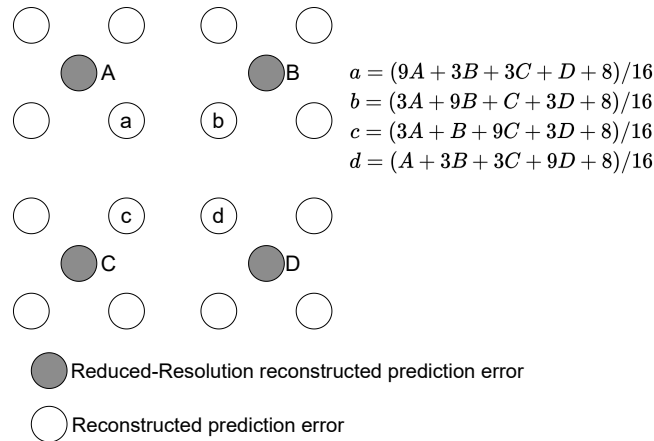 A
B
a
b
c
d
C
D
a = (9A + 3B + 3C + D + 8)/16
b = (3A + 9B + C + 3D + 8)/16
c = (3A + B + 9C + 3D + 8)/16
d = (A + 3B + 3C + 9D + 8)/16
Reduced-Resolution reconstructed prediction error
Reconstructed prediction error